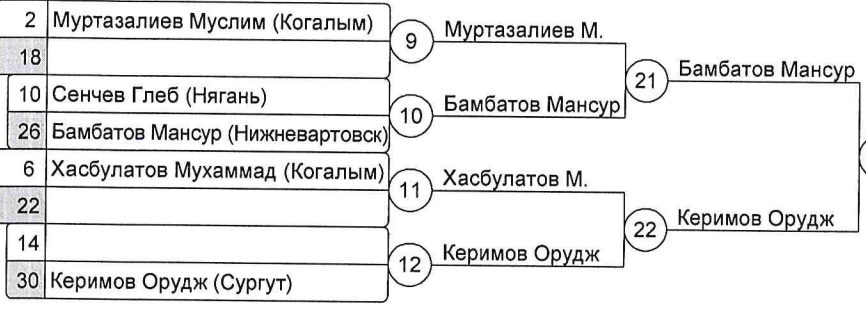 2 Муртазалиев Муслим (Когалым)
9 Муртазалиев М.
18
21 Бамбатов Мансур
10 Сенчев Глеб (Нягань)
10 Бамбатов Мансур
26 Бамбатов Мансур (Нижневартовск)
6 Хасбулатов Мухаммад (Когалым)
11 Хасбулатов М.
22
22 Керимов Орудж
14
12 Керимов Орудж
30 Керимов Орудж (Сургут)